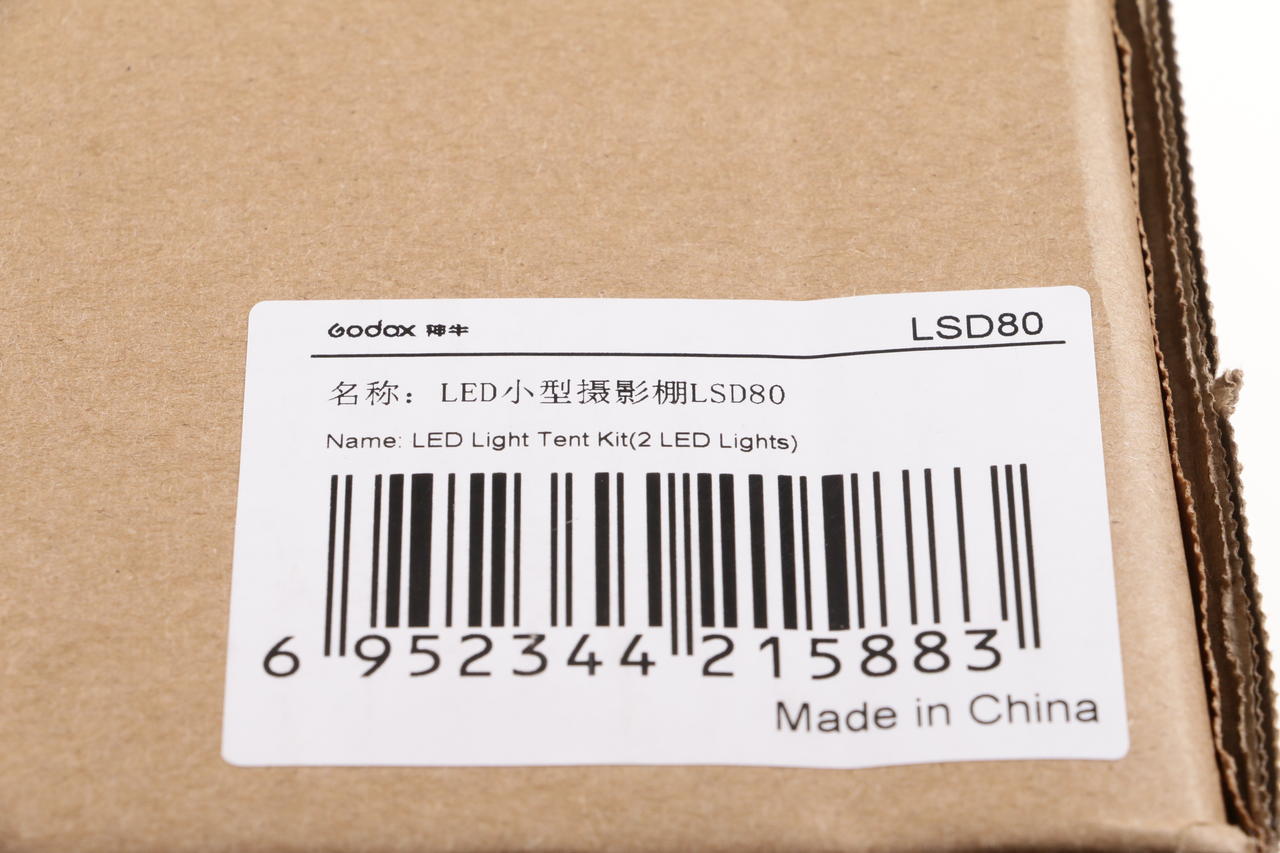 Godox 神牛
LSD80
名称：LED小型摄影棚LSD80
Name: LED Light Tent Kit(2 LED Lights)
6 952344 215883
Made in China